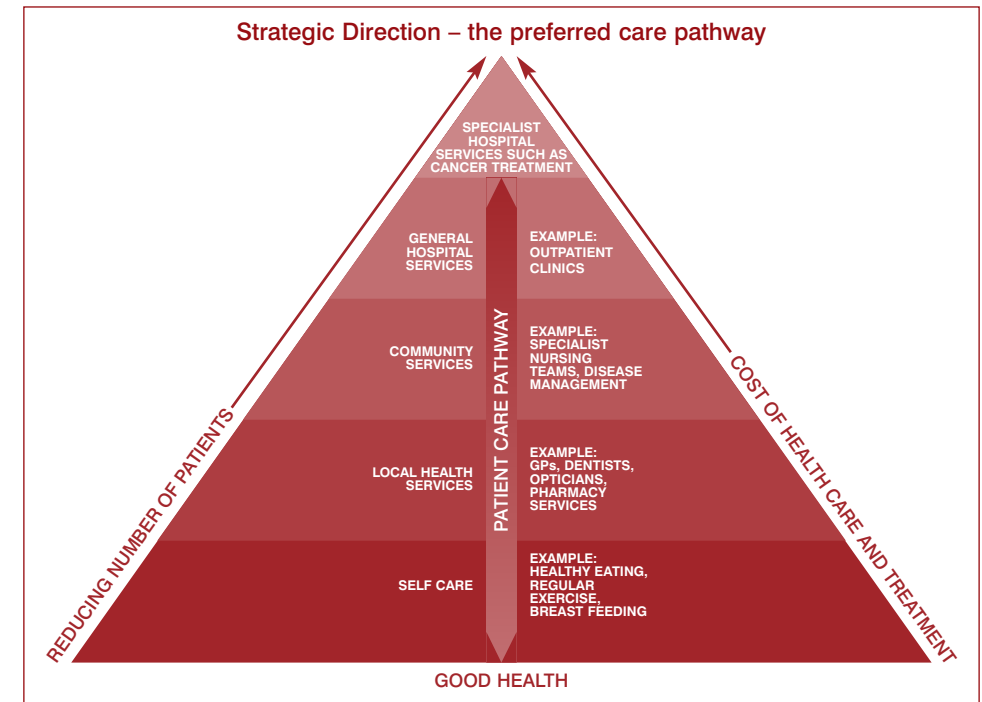 Strategic Direction – the preferred care pathway
SPECIALIST
HOSPITAL
SERVICES SUCH AS
CANCER TREATMENT
GENERAL
HOSPITAL
SERVICES
EXAMPLE:
OUTPATIENT
CLINICS
COMMUNITY
SERVICES
EXAMPLE:
SPECIALIST
NURSING
TEAMS, DISEASE
MANAGEMENT
LOCAL HEALTH
SERVICES
EXAMPLE:
GPs, DENTISTS,
OPTICIANS,
PHARMACY
SERVICES
SELF CARE
EXAMPLE:
HEALTHY EATING,
REGULAR
EXERCISE,
BREAST FEEDING
PATIENT CARE PATHWAY
REDUCING NUMBER OF PATIENTS
COST OF HEALTH CARE AND TREATMENT
GOOD HEALTH